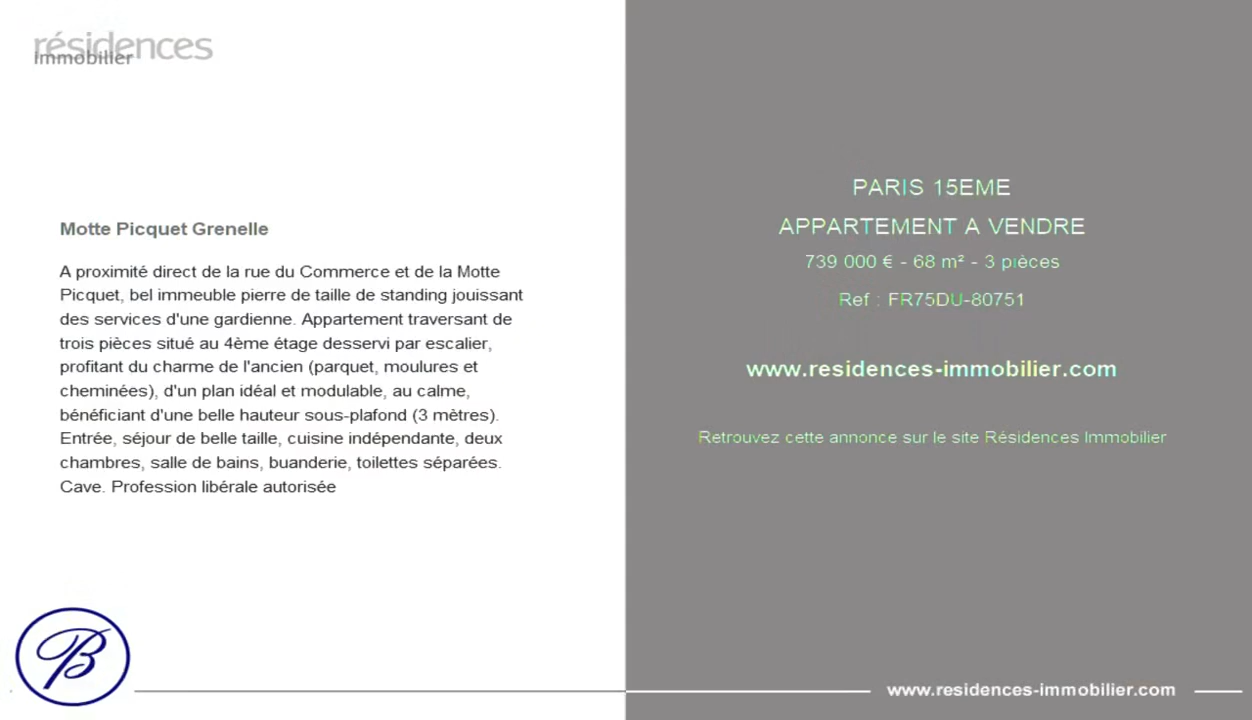 résidences
immobilier
Motte Picquet Grenelle
A proximité direct de la rue du Commerce et de la Motte
Picquet, bel immeuble pierre de taille de standing jouissant
des services d'une gardienne. Appartement traversant de
trois pièces situé au 4ème étage desservi par escalier,
profitant du charme de l'ancien (parquet, moulures et
cheminées), d'un plan idéal et modulable, au calme,
bénéficiant d'une belle hauteur sous-plafond (3 mètres).
Entrée, séjour de belle taille, cuisine indépendante, deux
chambres, salle de bains, buanderie, toilettes séparées.
Cave. Profession libérale autorisée
B
PARIS 15EME
APPARTEMENT A VENDRE
739 000 € - 68 m² - 3 pièces
Ref : FR75DU-80751
www.residences-immobilier.com
Retrouvez cette annonce sur le site Résidences Immobilier
www.residences-immobilier.com